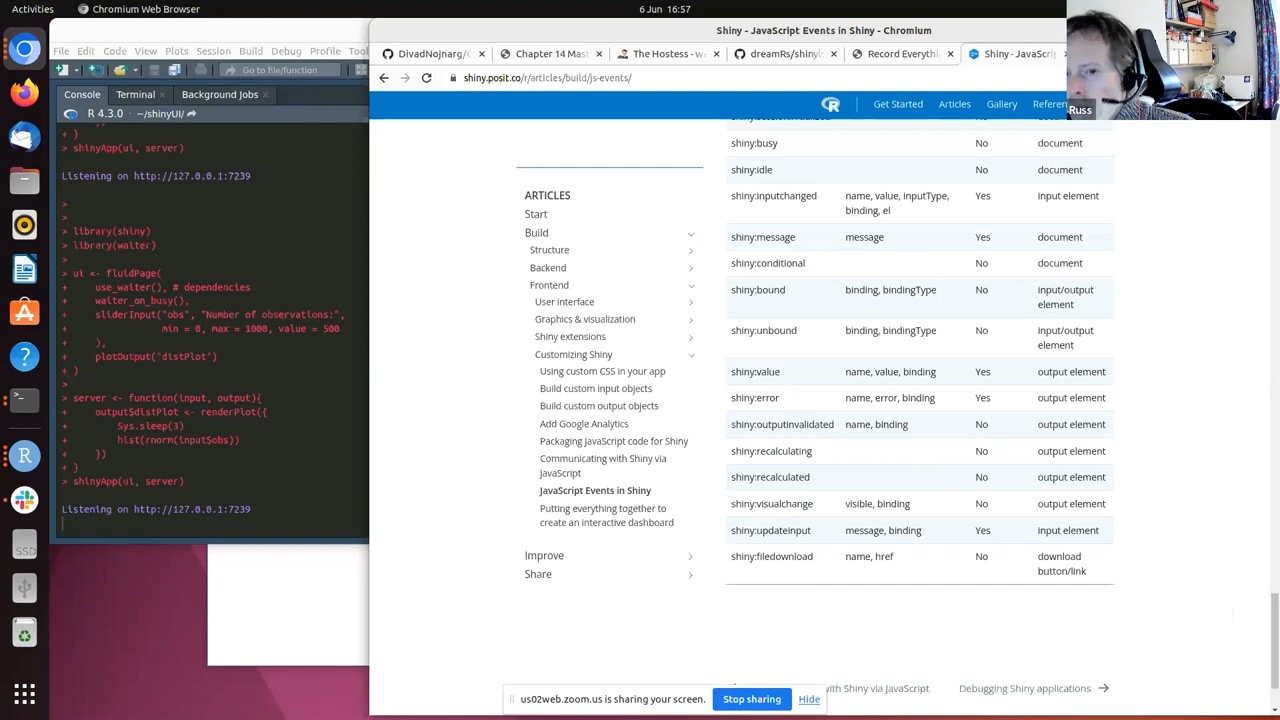 Activities
Chromium Web Browser
6 Jun 16:57
File Edit Code View Plots Session Build Debug Profile
Go to file/function
Console Terminal Background Jobs
R 4.3.0 · ~/shinyUI/
+ }
> shinyApp(ui, server)
Listening on http://127.0.0.1:7239
>
>
> library(shiny)
> library(waiter)
>
> ui <- fluidPage(
+ use_waiter(), # dependencies
+ waiter_on_busy(),
+ sliderInput("obs", "Number of observations:",
+ min = 0, max = 1000, value = 500
+ ),
+ plotOutput("distPlot")
+ )
>
> server <- function(input, output){
+ output$distPlot <- renderPlot({
+ Sys.sleep(3)
+ hist(rnorm(input$obs))
+ })
+ }
> shinyApp(ui, server)
Listening on http://127.0.0.1:7239
SSD
Shiny - JavaScript Events in Shiny - Chromium
DivadNojnarg/
Chapter 14 Mast
The Hostess - w
dreamRs/shinylo
Record Everythi
Shiny - JavaScri
shiny.posit.co/r/articles/build/js-events/
Get Started Articles Gallery Referen
Russ
ARTICLES
Start
Build
Structure
Backend
Frontend
User interface
Graphics & visualization
Shiny extensions
Customizing Shiny
Using custom CSS in your app
Build custom input objects
Build custom output objects
Add Google Analytics
Packaging JavaScript code for Shiny
Communicating with Shiny via
JavaScript
JavaScript Events in Shiny
Putting everything together to
create an interactive dashboard
Improve
Share
shiny:busy No document
shiny:idle No document
shiny:inputchanged name, value, inputType, Yes input element
binding, el
shiny:message message Yes document
shiny:conditional No document
shiny:bound binding, bindingType No input/output
element
shiny:unbound binding, bindingType No input/output
element
shiny:value name, value, binding Yes output element
shiny:error name, error, binding Yes output element
shiny:outputinvalidated name, binding No output element
shiny:recalculating No output element
shiny:recalculated No output element
shiny:visualchange visible, binding No output element
shiny:updateinput message, binding Yes input element
shiny:filedownload name, href No download
button/link
us02web.zoom.us is sharing your screen. Stop sharing Hide
with Shiny via JavaScript
Debugging Shiny applications